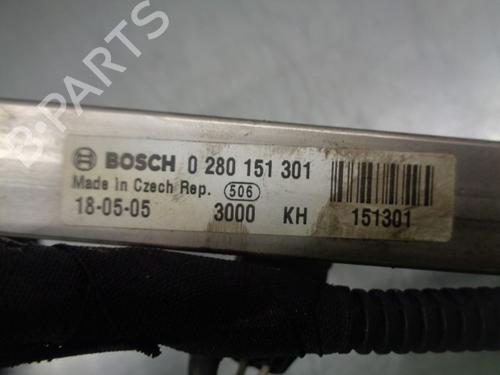 BOSCH 0 280 151 301
Made in Czech Rep. 506
18-05-05 3000 KH 151301
B-PARTS